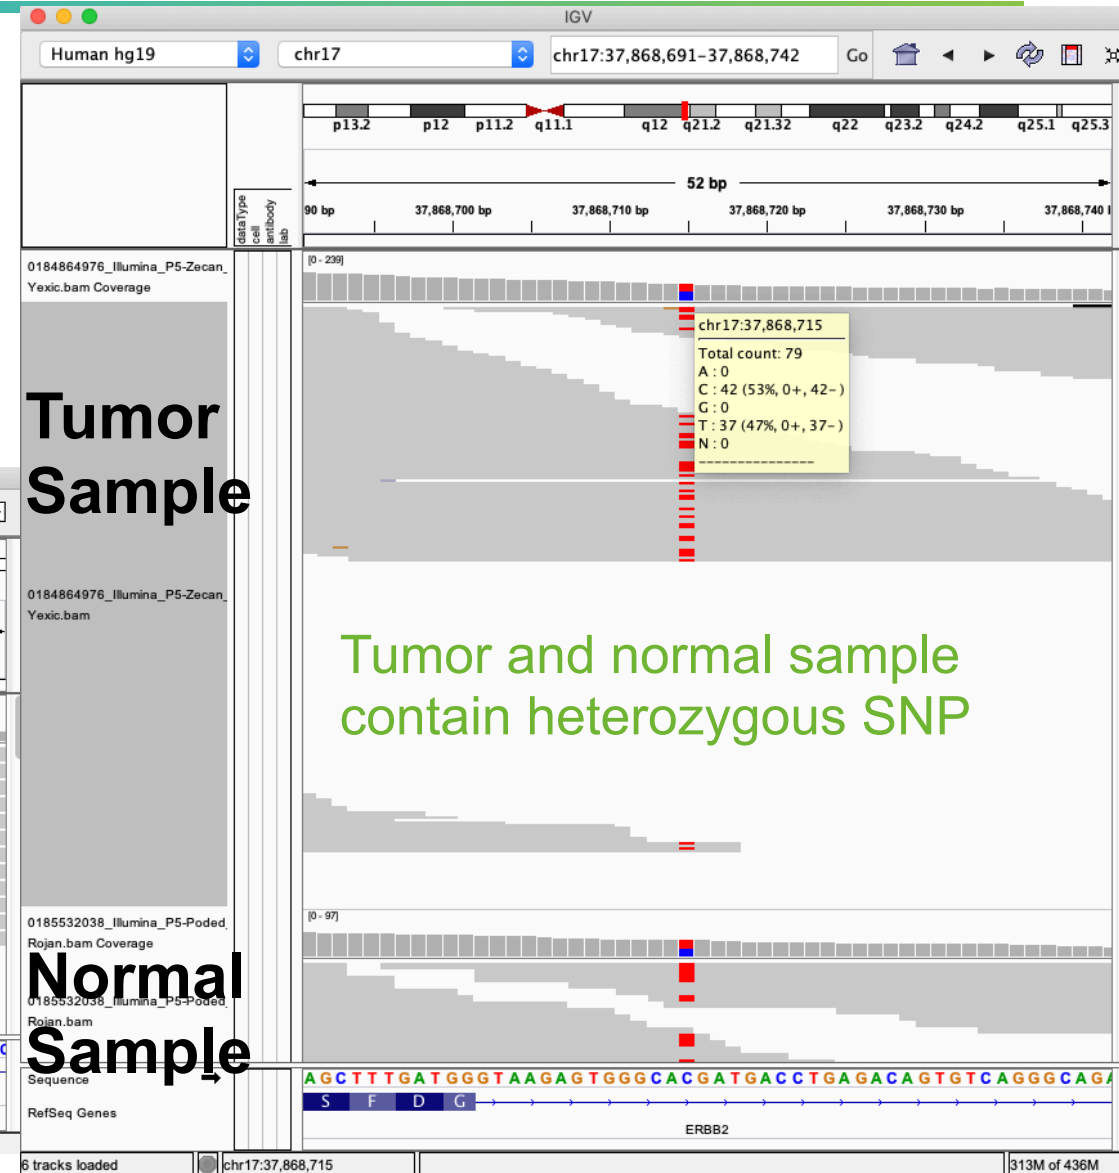 IGV
Human hg19
chr17
chr17:37,868,691-37,868,742
Go
p13.2 p12 p11.2 q11.1 q12 q21.2 q21.32 q22 q23.2 q24.2 q25.1 q25.3
52 bp
90 bp 37,868,700 bp 37,868,710 bp 37,868,720 bp 37,868,730 bp 37,868,740
dataType
cell
antibody
lab
0184864976_Illumina_P5-Zecan_
Yexic.bam Coverage
[0 - 239]
chr17:37,868,715
Total count: 79
A : 0
C : 42 (53%, 0+, 42- )
G : 0
T : 37 (47%, 0+, 37- )
N : 0
---------------
Tumor
Sample
0184864976_Illumina_P5-Zecan_
Yexic.bam
Tumor and normal sample
contain heterozygous SNP
0185532038_Illumina_P5-Poded_
Rojan.bam Coverage
[0 - 97]
Normal
0185532038_Illumina_P5-Poded_
Rojan.bam
Sample
Sequence
A G C T T T G A T G G G T A A G A G T G G G C A C G A T G A C C T G A G A C A G T G T C A G G G C A G A
RefSeq Genes
S F D G
ERBB2
6 tracks loaded
chr17:37,868,715
313M of 436M